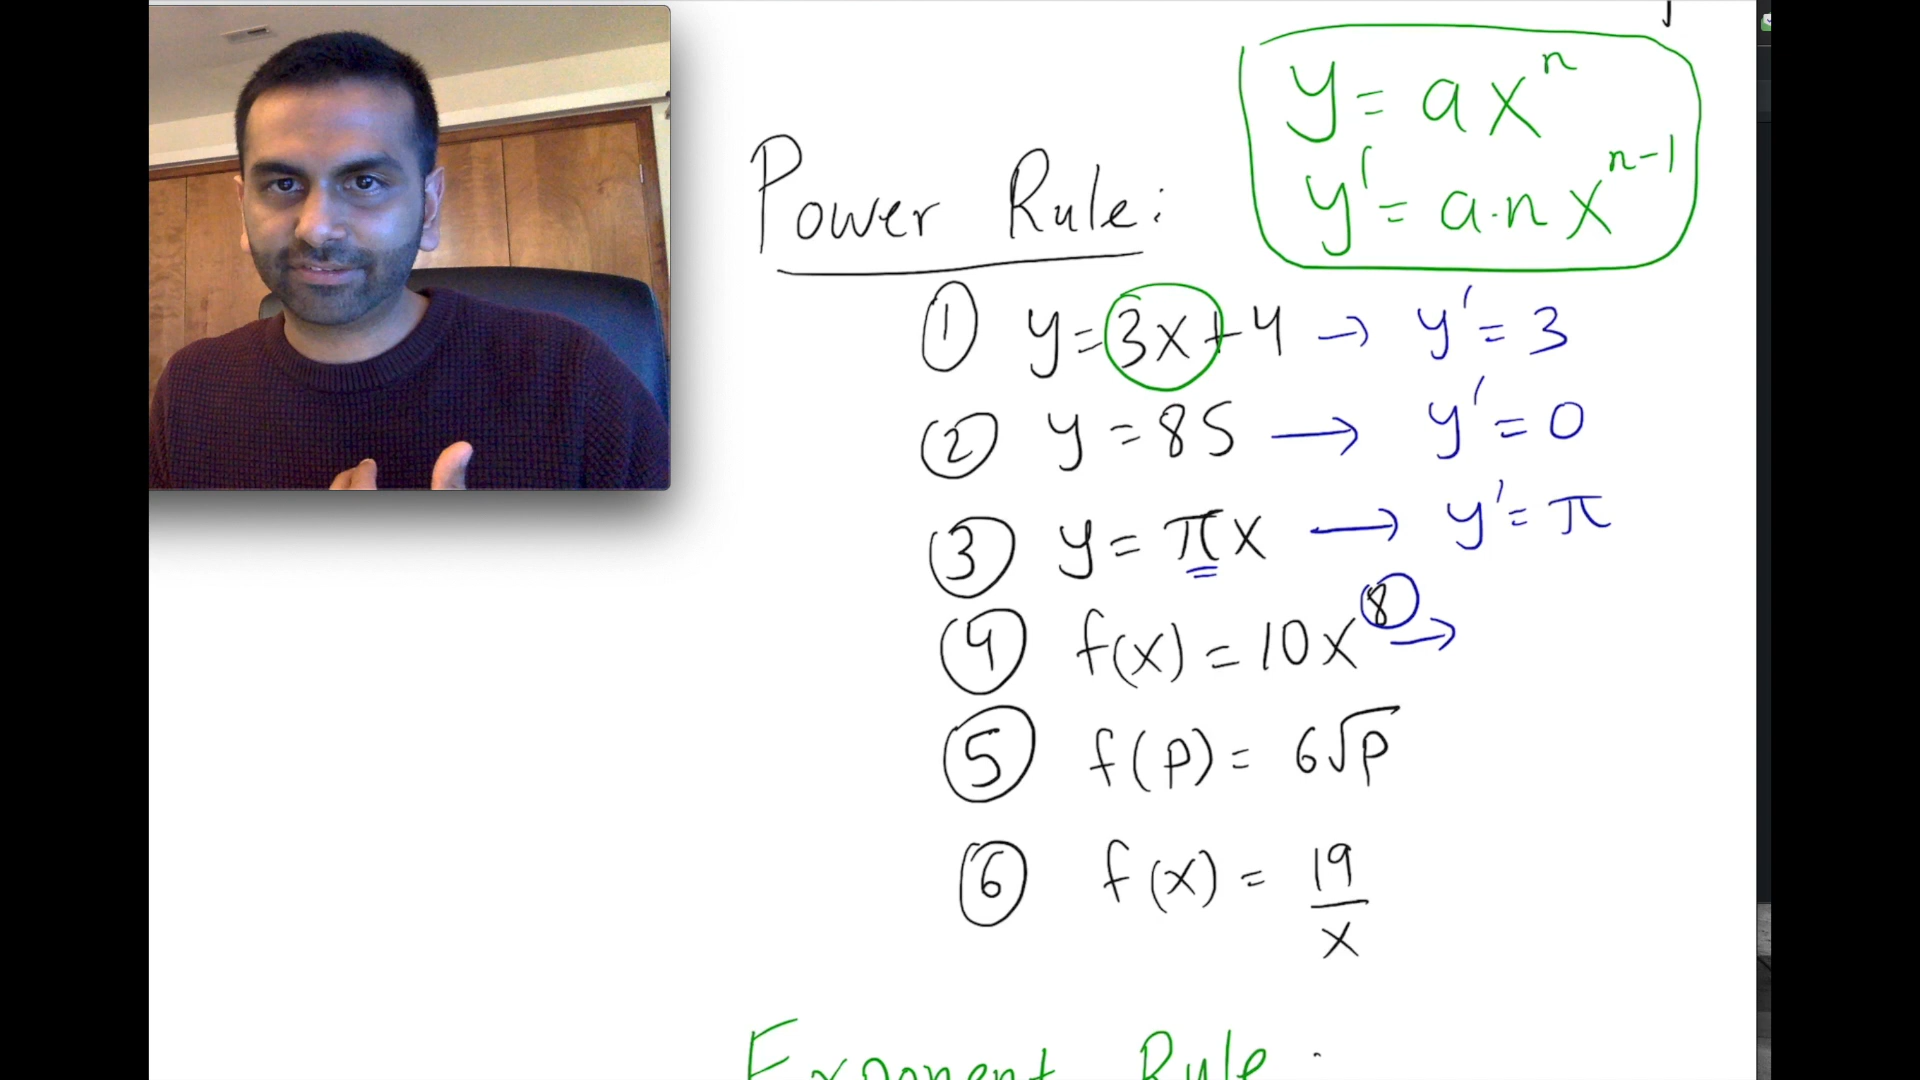 y = ax^n
y' = a·n x^(n-1)
Power Rule:
① y = 3x + 4 → y' = 3
② y = 85 → y' = 0
③ y = πx → y' = π
④ f(x) = 10x^8 →
⑤ f(p) = 6√p
⑥ f(x) = 19/x
Exponent Rule: